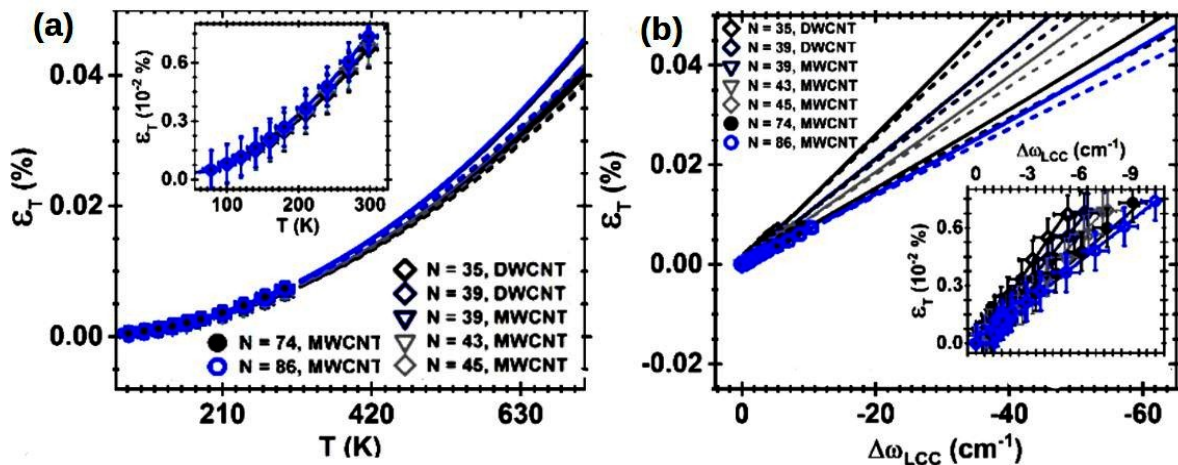 (a)
ε_T (%)
0.04
0.02
0.00
210
420
630
T (K)
ε_T (10⁻² %)
0.6
0.3
0.0
100
200
300
T (K)
N = 35, DWCNT
N = 39, DWCNT
N = 39, MWCNT
N = 43, MWCNT
N = 45, MWCNT
N = 74, MWCNT
N = 86, MWCNT
(b)
N = 35, DWCNT
N = 39, DWCNT
N = 39, MWCNT
N = 43, MWCNT
N = 45, MWCNT
N = 74, MWCNT
N = 86, MWCNT
ε_T (%)
0.04
0.02
0.00
-0.02
0
-20
-40
-60
Δω_LCC (cm⁻¹)
Δω_LCC (cm⁻¹)
0
-3
-6
-9
ε_T (10⁻² %)
0.6
0.3
0.0